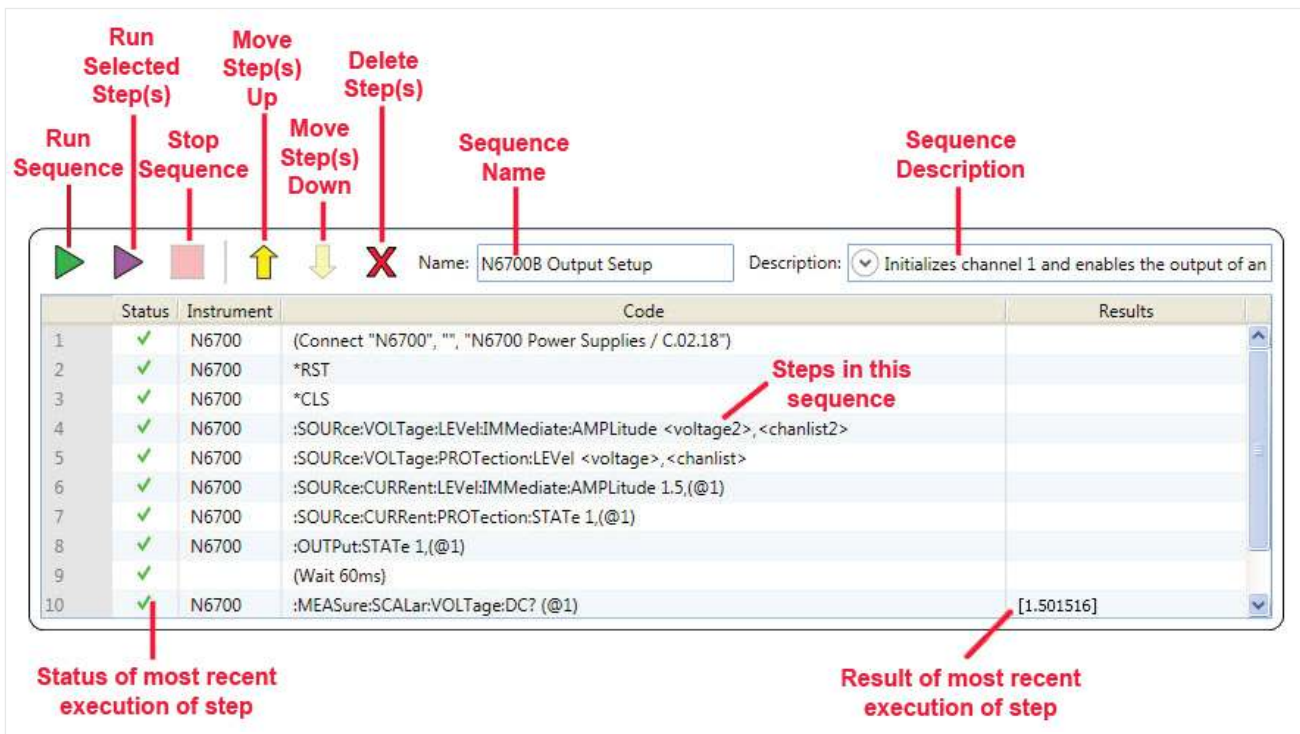 Run
Selected
Step(s)
Move
Step(s)
Up
Delete
Step(s)
Run
Sequence
Stop
Sequence
Move
Step(s)
Down
Sequence
Name
Sequence
Description
Name: N6700B Output Setup Description: Initializes channel 1 and enables the output of an
Status Instrument Code Results
1 N6700 (Connect "N6700", "", "N6700 Power Supplies / C.02.18")
2 N6700 *RST
3 N6700 *CLS
4 N6700 :SOURce:VOLTage:LEVel:IMMediate:AMPLitude <voltage2>,<chanlist2>
5 N6700 :SOURce:VOLTage:PROTection:LEVel <voltage>,<chanlist>
6 N6700 :SOURce:CURRent:LEVel:IMMediate:AMPLitude 1.5,(@1)
7 N6700 :SOURce:CURRent:PROTection:STATe 1,(@1)
8 N6700 :OUTPut:STATe 1,(@1)
9 (Wait 60ms)
10 N6700 :MEASure:SCALar:VOLTage:DC? (@1) [1.501516]
Steps in this
sequence
Status of most recent
execution of step
Result of most recent
execution of step